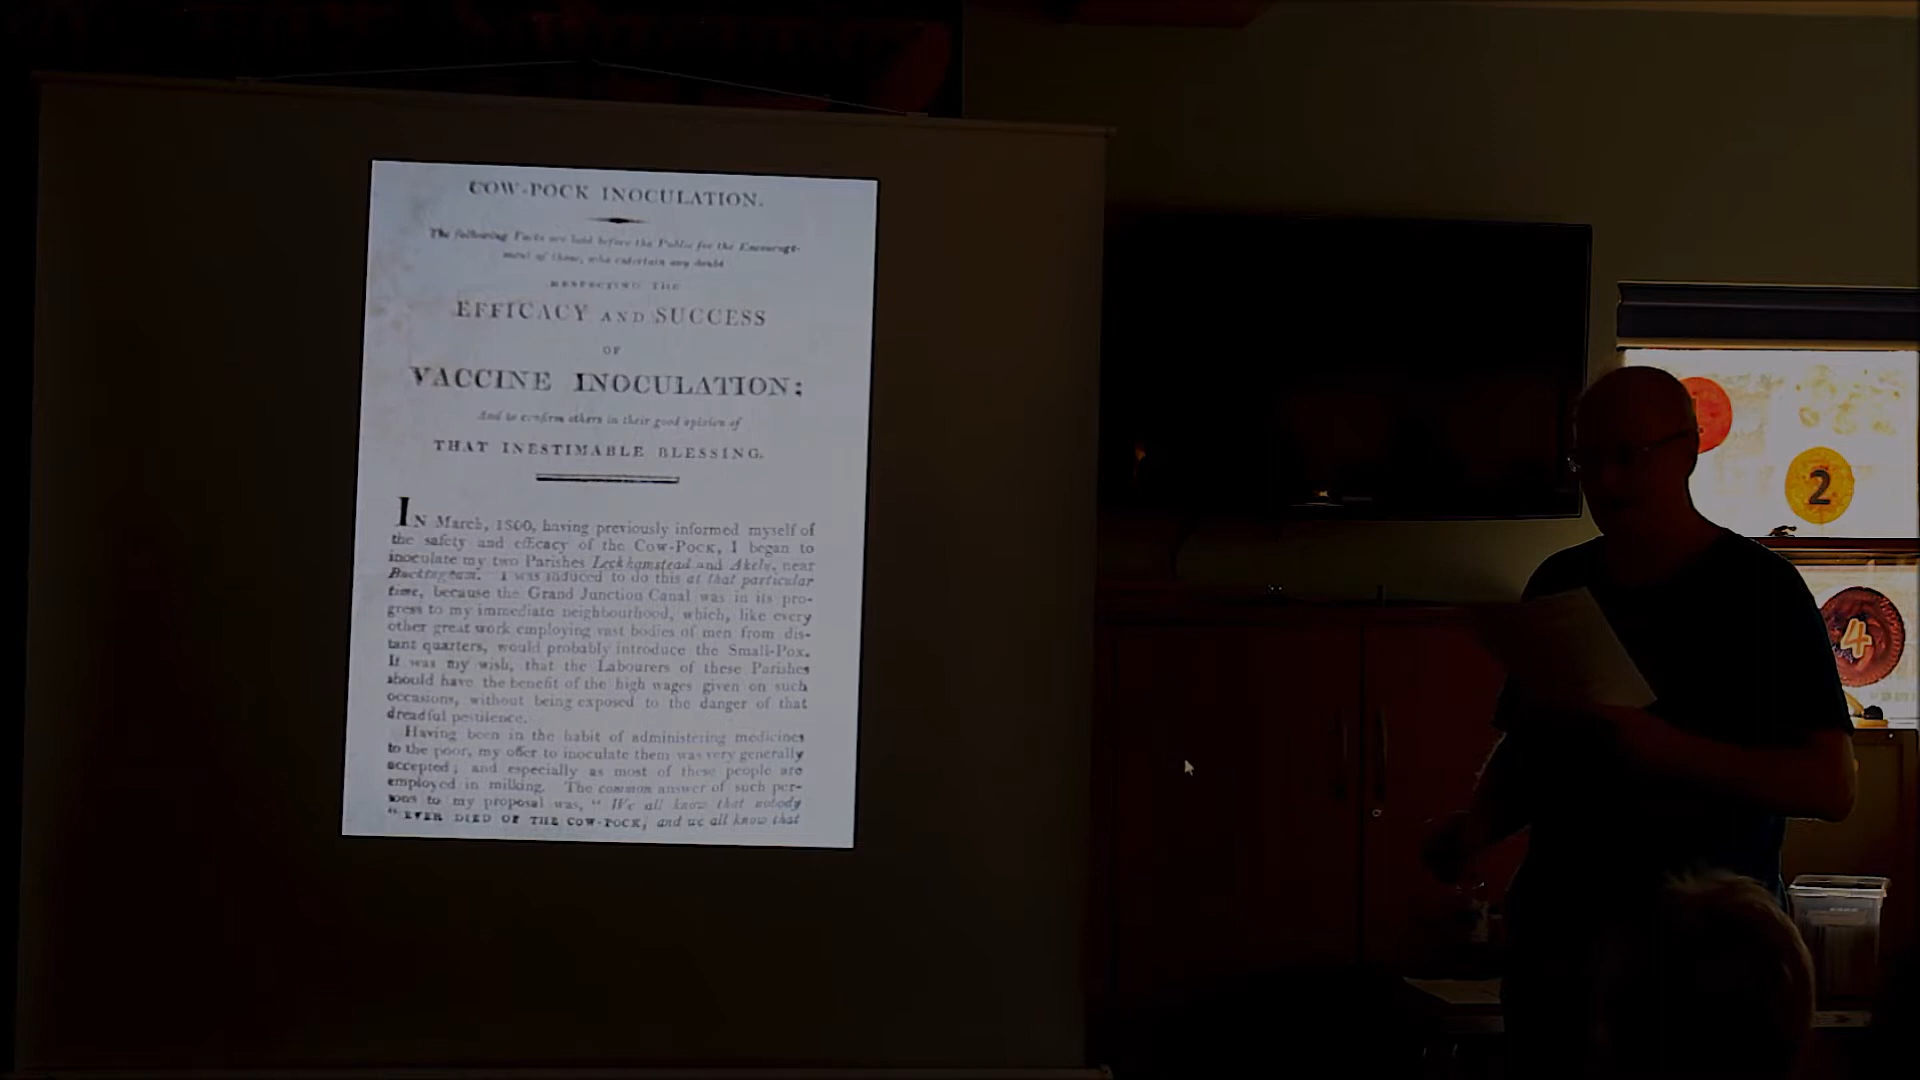 COW-POCK INOCULATION.
The following Facts are laid before the Public for the Encourage-
ment of those, who entertain any doubt
RESPECTING THE
EFFICACY AND SUCCESS
OF
VACCINE INOCULATION;
And to confirm others in their good opinion of
THAT INESTIMABLE BLESSING.
IN March, 1800, having previously informed myself of
the safety and efficacy of the Cow-Pock, I began to
inoculate my two Parishes Leckhamstead and Akely, near
Buckingham. I was induced to do this at that particular
time, because the Grand Junction Canal was in its pro-
gress to my immediate neighbourhood, which, like every
other great work employing vast bodies of men from dis-
tant quarters, would probably introduce the Small-Pox.
It was my wish, that the Labourers of these Parishes
should have the benefit of the high wages given on such
occasions, without being exposed to the danger of that
dreadful pestilence.
Having been in the habit of administering medicines
to the poor, my offer to inoculate them was very generally
accepted; and especially as most of these people are
employed in milking. The common answer of such per-
sons to my proposal was, "We all know that nobody
"EVER DIED OF THE COW-POCK, and we all know that
2
4